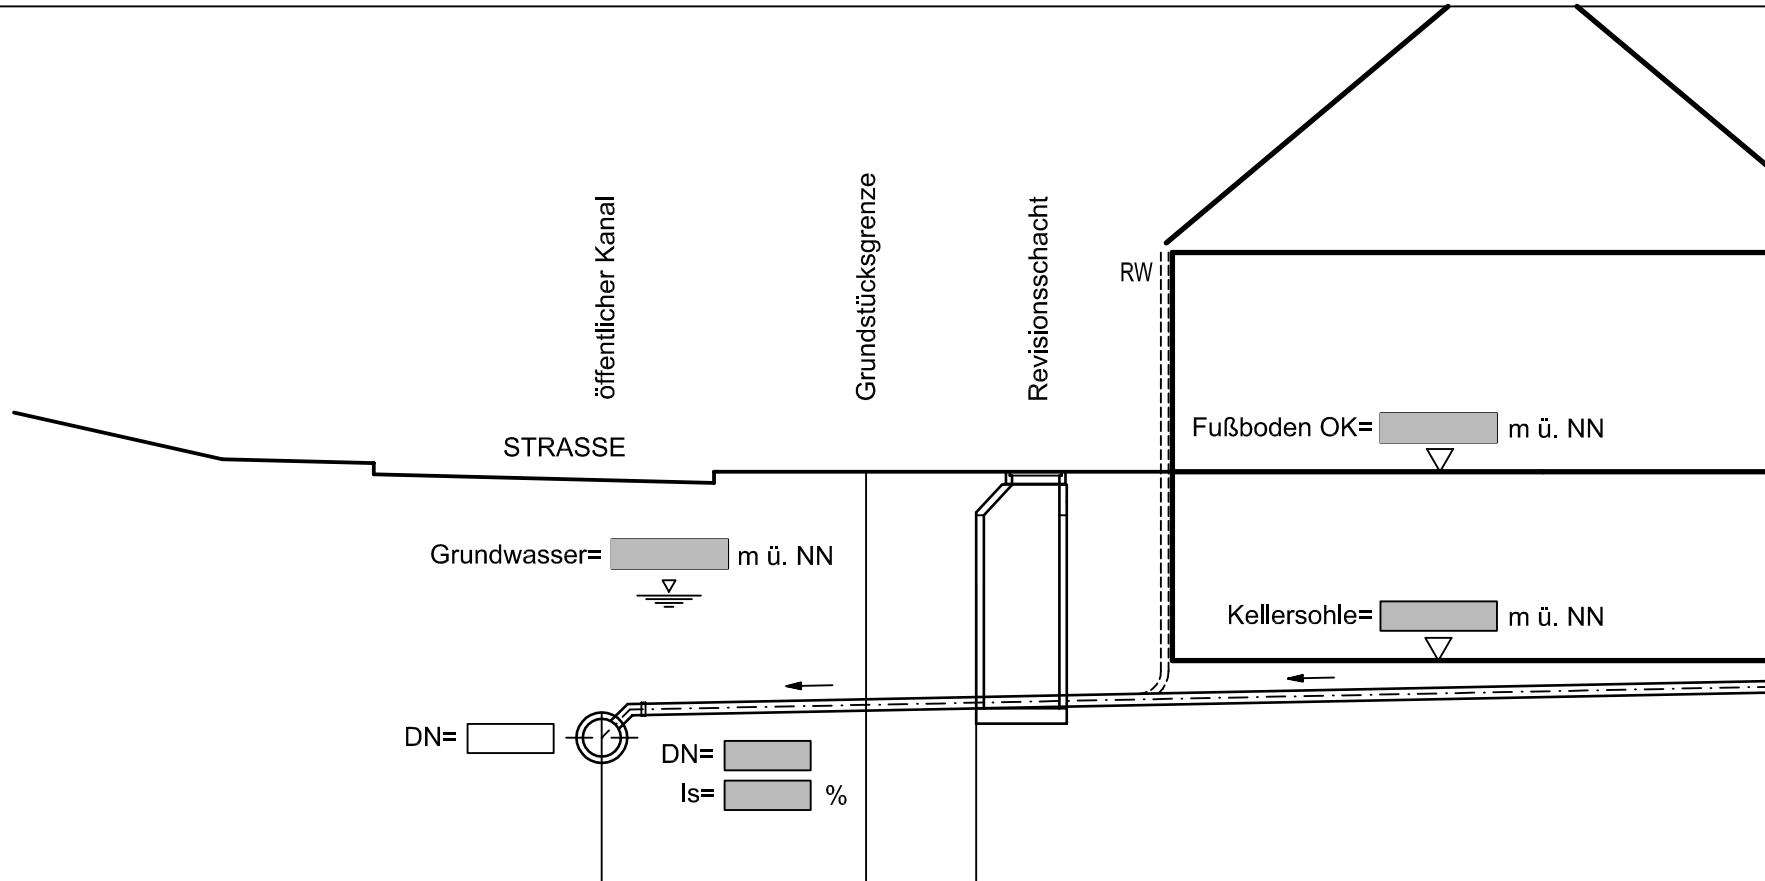 öffentlicher Kanal
Grundstücksgrenze
Revisionsschacht
RW
STRASSE
Fußboden OK= m ü. NN
Grundwasser= m ü. NN
Kellersohle= m ü. NN
DN=
DN=
Is= %